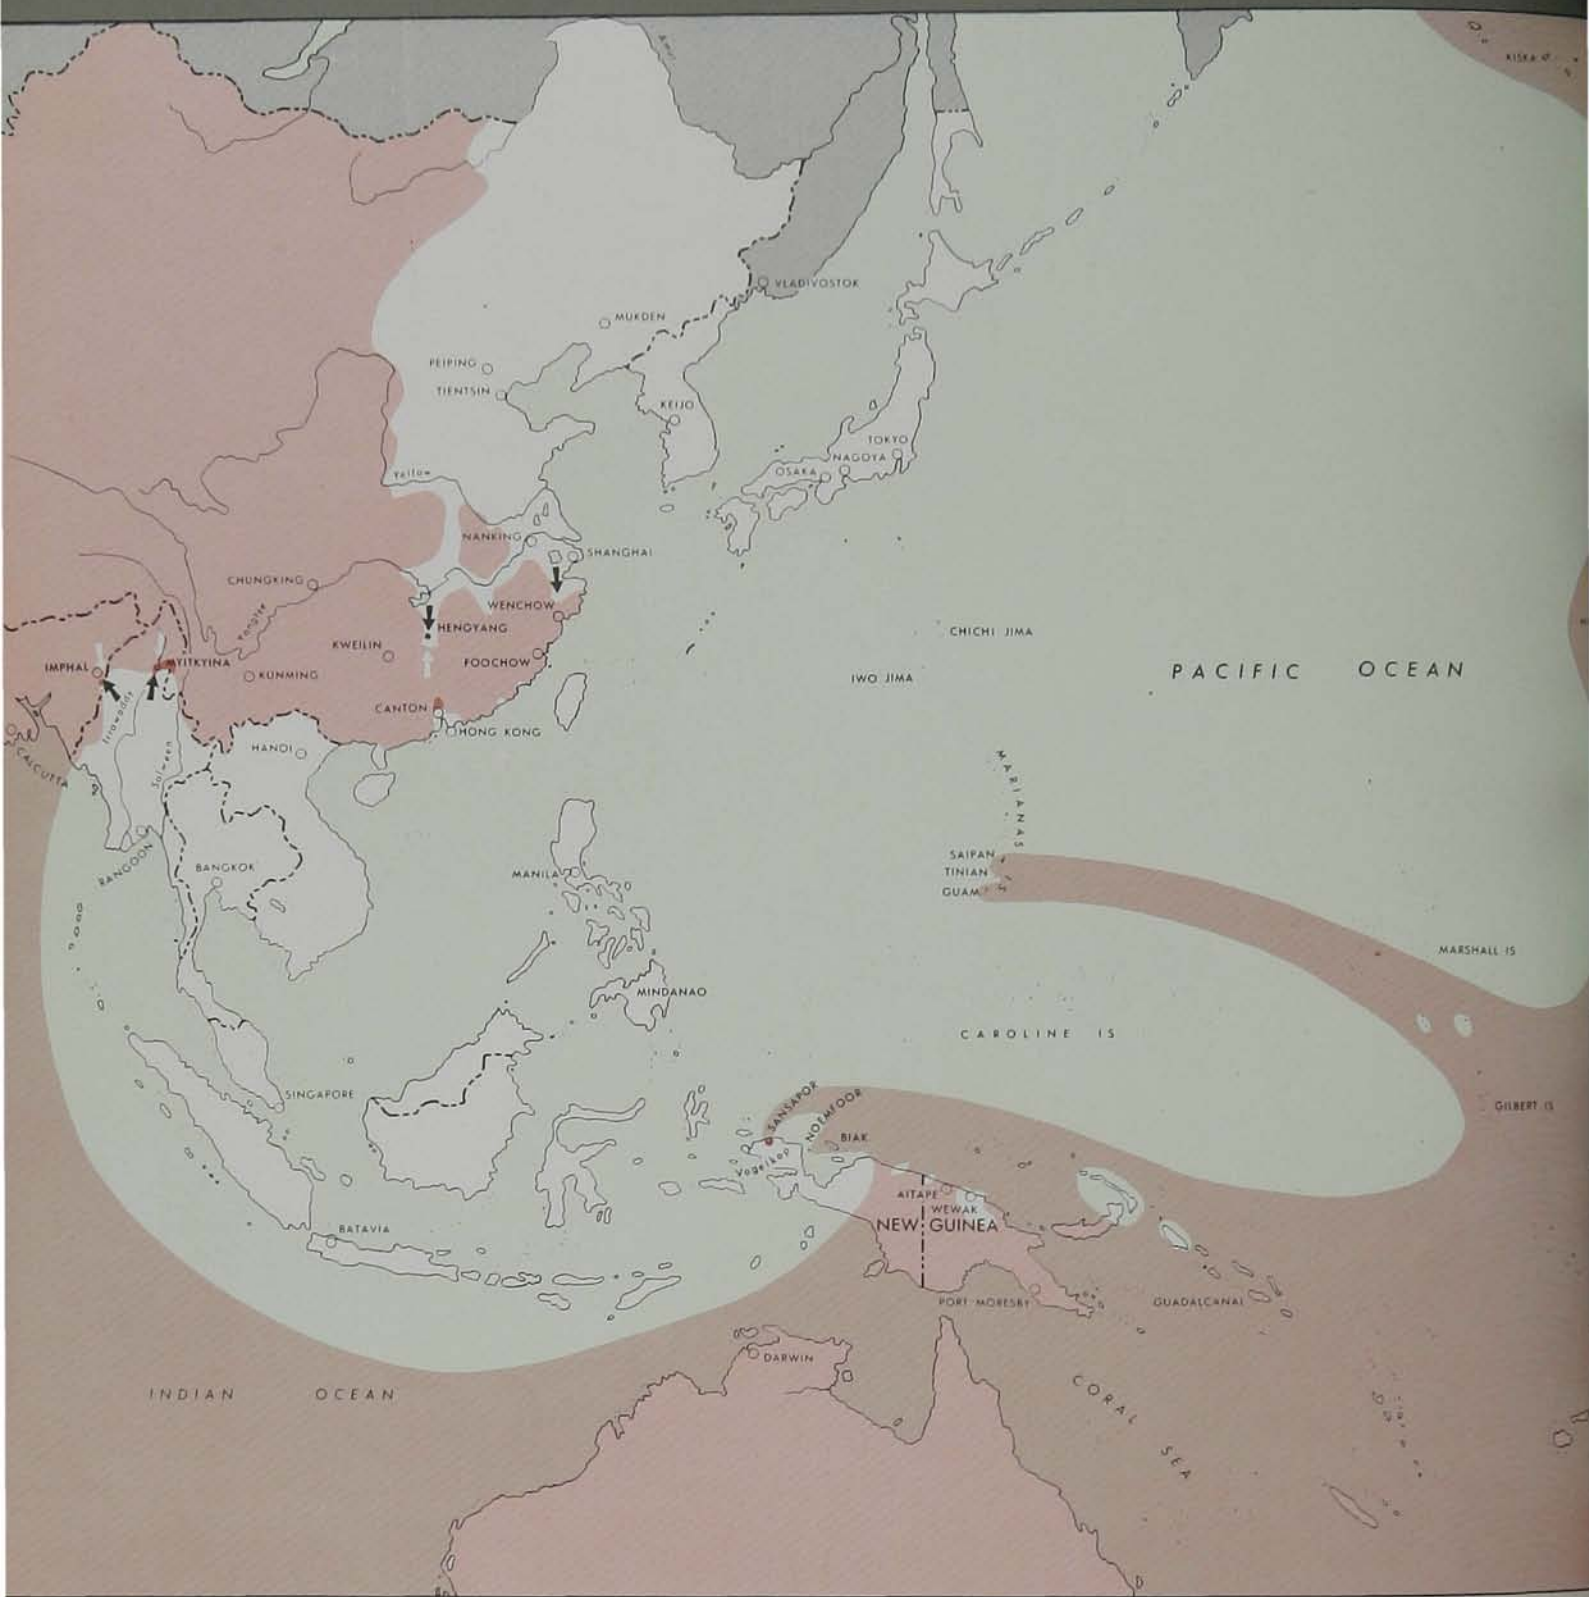 Amur
KISKA
VLADIVOSTOK
MUKDEN
PEIPING
TIENTSIN
KEIJO
TOKYO
NAGOYA
OSAKA
Yellow
NANKING
SHANGHAI
CHUNGKING
Yangtze
WENCHOW
HENGYANG
KWEILIN
FOOCHOW
IMPHAL
MYITKYINA
KUNMING
CHICHI JIMA
PACIFIC OCEAN
IWO JIMA
Irrawaddy
CANTON
HONG KONG
CALCUTTA
Salween
HANOI
MARIANAS IS
RANGOON
BANGKOK
MANILA
SAIPAN
TINIAN
GUAM
MARSHALL IS
MINDANAO
CAROLINE IS
SINGAPORE
SANSAPOR
NOEMFOOR
GILBERT IS
BIAK
Vogelkop
AITAPE
WEWAK
NEW GUINEA
BATAVIA
PORT MORESBY
GUADALCANAL
DARWIN
INDIAN OCEAN
CORAL SEA